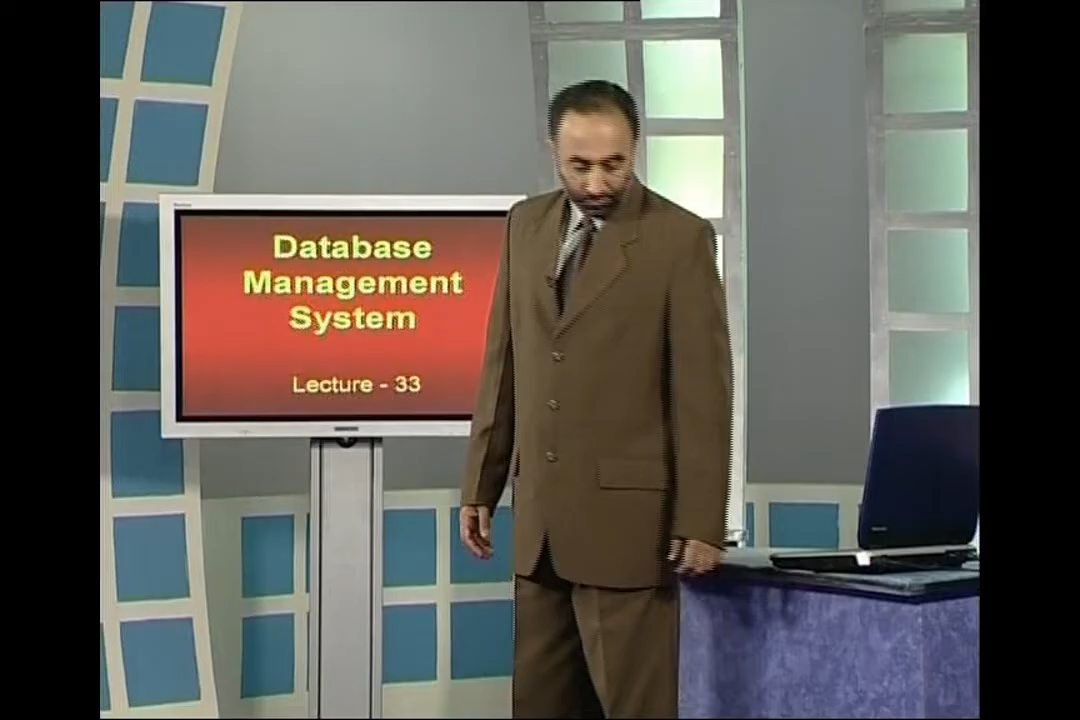 Database
Management
System
Lecture - 33